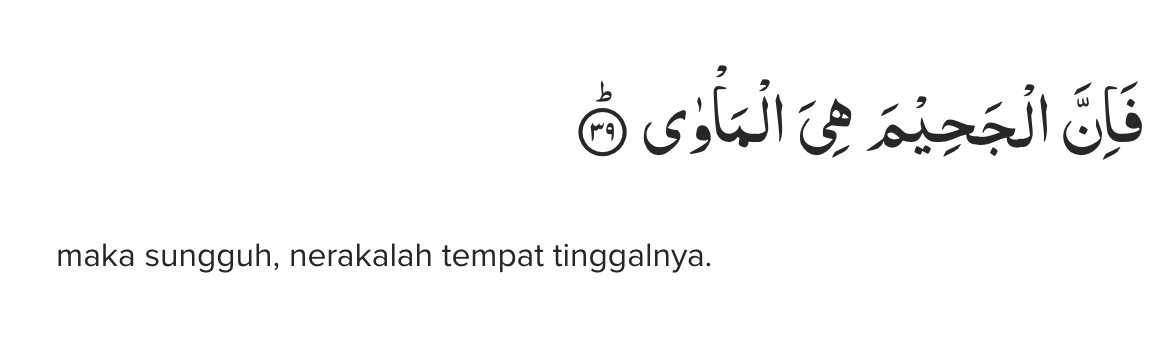 فَاِنَّ الْجَحِيْمَ هِيَ الْمَأْوٰىۗ ٣٩
maka sungguh, nerakalah tempat tinggalnya.